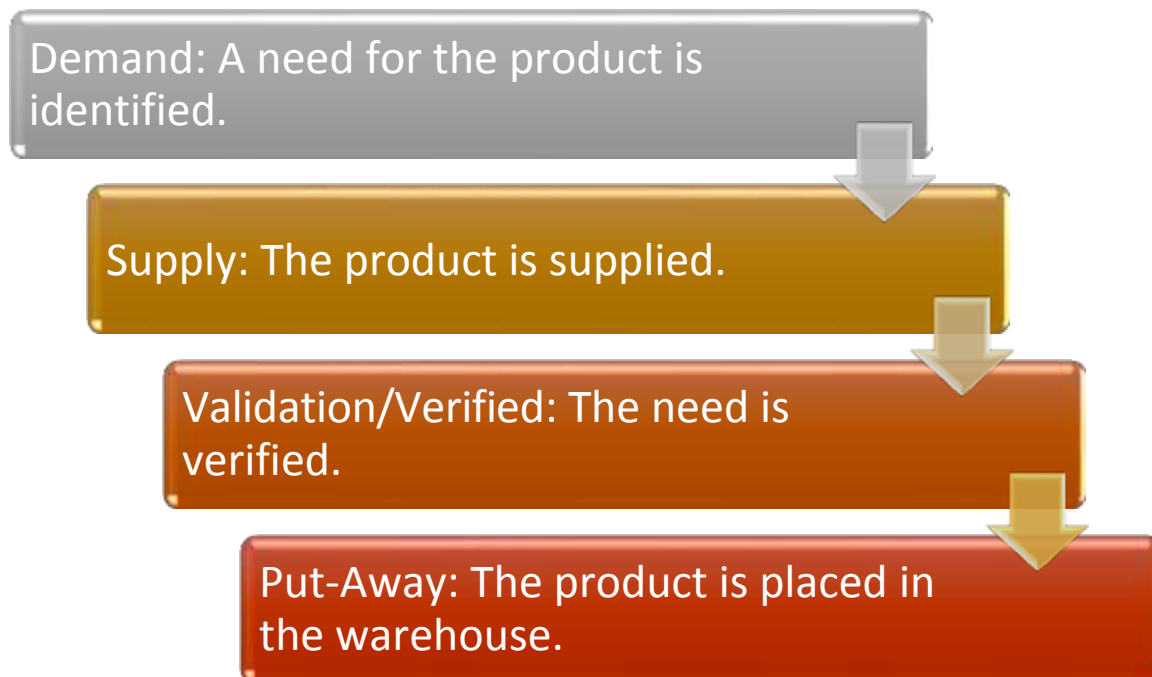 Demand: A need for the product is
identified.
Supply: The product is supplied.
Validation/Verified: The need is
verified.
Put-Away: The product is placed in
the warehouse.